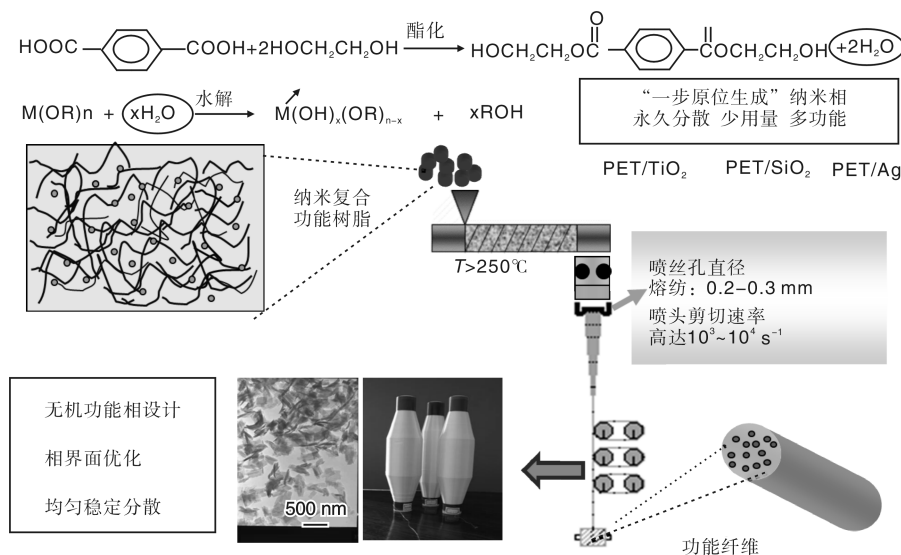 HOOC
COOH+2HOCH₂CH₂OH
酯化
HOCH₂CH₂OC
O
O
COCH₂CH₂OH
+2H₂O
M(OR)n + xH₂O
水解
M(OH)ₓ(OR)ₙ₋ₓ + xROH
“一步原位生成”纳米相
永久分散 少用量 多功能
PET/TiO₂ PET/SiO₂ PET/Ag
纳米复合
功能树脂
T>250℃
喷丝孔直径
熔纺：0.2–0.3 mm
喷头剪切速率
高达10³~10⁴ s⁻¹
无机功能相设计
相界面优化
均匀稳定分散
500 nm
功能纤维